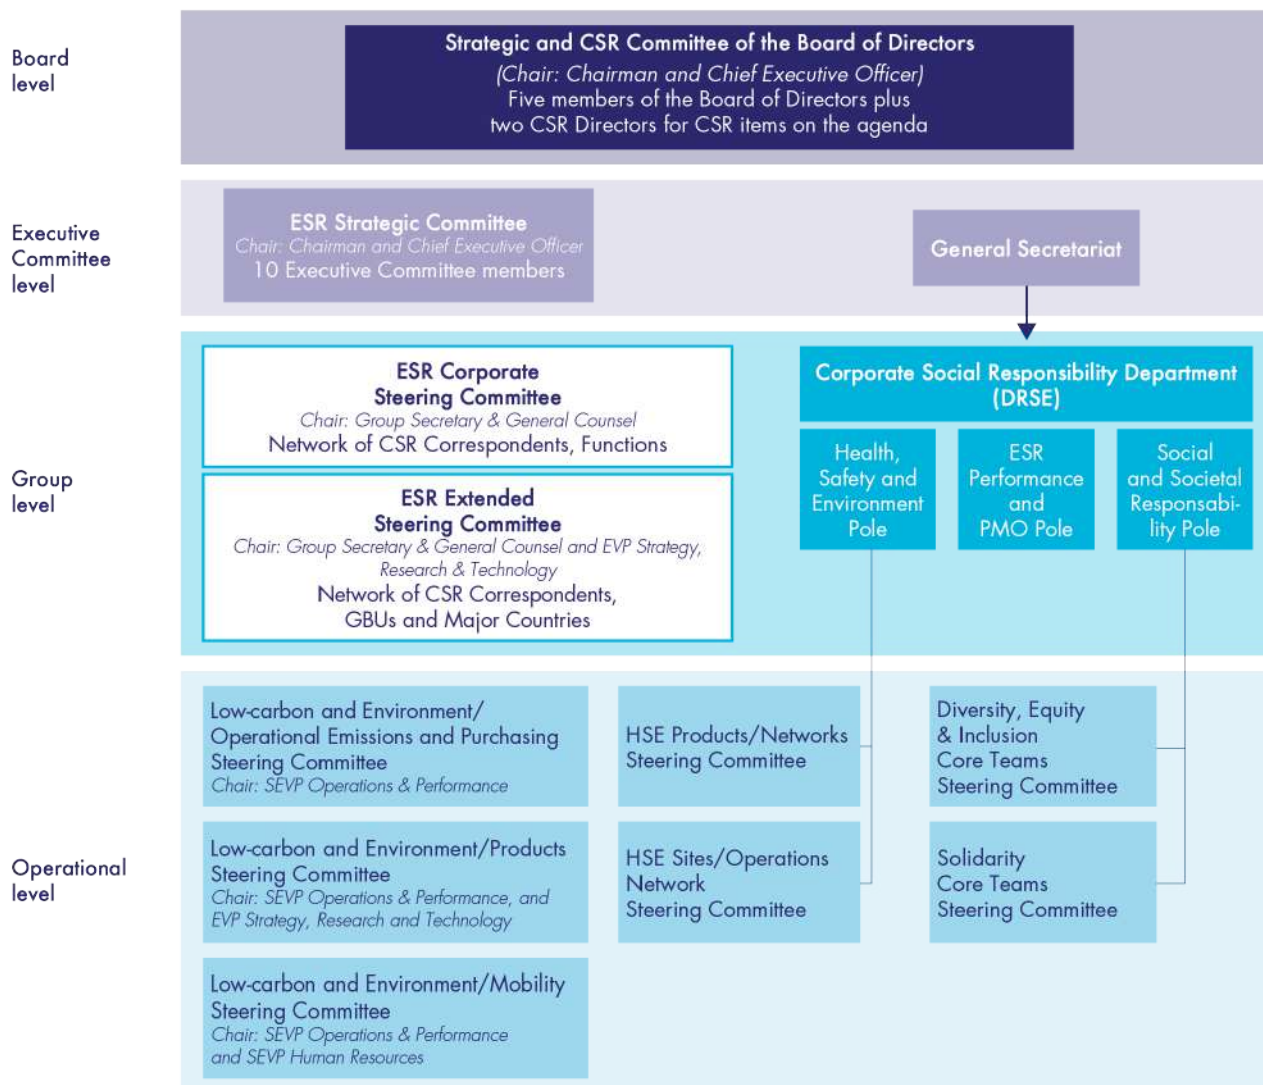 Board
level
Strategic and CSR Committee of the Board of Directors
(Chair: Chairman and Chief Executive Officer)
Five members of the Board of Directors plus
two CSR Directors for CSR items on the agenda
Executive
Committee
level
ESR Strategic Committee
Chair: Chairman and Chief Executive Officer
10 Executive Committee members
General Secretariat
Group
level
ESR Corporate
Steering Committee
Chair: Group Secretary & General Counsel
Network of CSR Correspondents, Functions
ESR Extended
Steering Committee
Chair: Group Secretary & General Counsel and EVP Strategy,
Research & Technology
Network of CSR Correspondents,
GBUs and Major Countries
Corporate Social Responsibility Department
(DRSE)
Health,
Safety and
Environment
Pole
ESR
Performance
and
PMO Pole
Social
and Societal
Responsabi-
lity Pole
Operational
level
Low-carbon and Environment/
Operational Emissions and Purchasing
Steering Committee
Chair: SEVP Operations & Performance
Low-carbon and Environment/Products
Steering Committee
Chair: SEVP Operations & Performance, and
EVP Strategy, Research and Technology
Low-carbon and Environment/Mobility
Steering Committee
Chair: SEVP Operations & Performance
and SEVP Human Resources
HSE Products/Networks
Steering Committee
HSE Sites/Operations
Network
Steering Committee
Diversity, Equity
& Inclusion
Core Teams
Steering Committee
Solidarity
Core Teams
Steering Committee